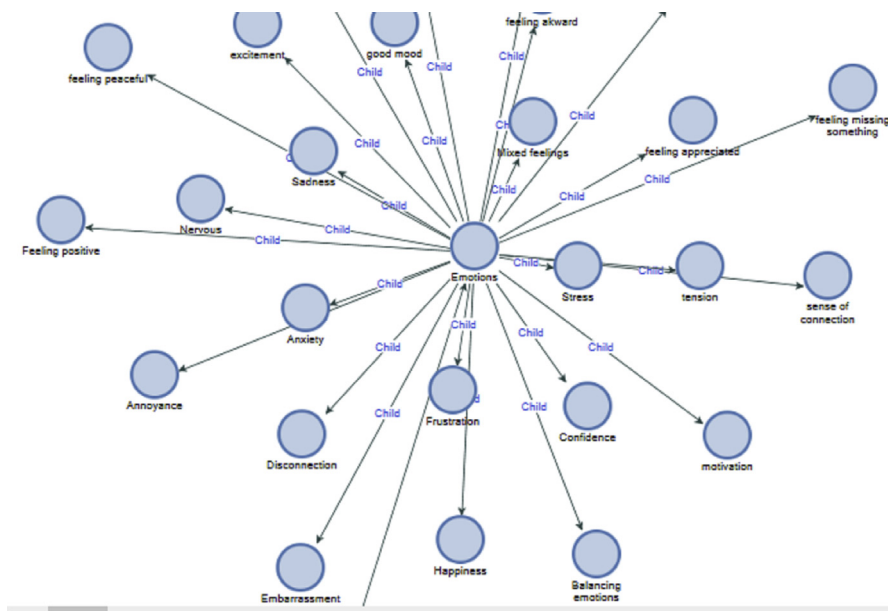 feeling akward
excitement
good mood
Child
feeling peaceful
Child
Child
feeling missing
something
Child
Child
Child
Mixed feelings
feeling appreciated
Sadness
Child
Child
Child
Child
Nervous
Child
Feeling positive
Child
Emotions
Child
Child
Stress
tension
sense of
connection
Child
Anxiety
Child
Child
Child
Child
Annoyance
Child
Child
Frustration
Confidence
Disconnection
motivation
Happiness
Embarrassment
Balancing
emotions